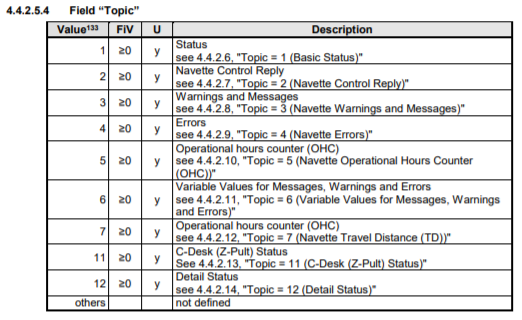 4.4.2.5.4 Field “Topic”
Value¹³³ FiV U Description
1 ≥0 y Status
see 4.4.2.6, "Topic = 1 (Basic Status)"
2 ≥0 y Navette Control Reply
see 4.4.2.7, "Topic = 2 (Navette Control Reply)"
3 ≥0 y Warnings and Messages
see 4.4.2.8, "Topic = 3 (Navette Warnings and Messages)"
4 ≥0 y Errors
see 4.4.2.9, "Topic = 4 (Navette Errors)"
5 ≥0 y Operational hours counter (OHC)
see 4.4.2.10, "Topic = 5 (Navette Operational Hours Counter
(OHC))"
6 ≥0 y Variable Values for Messages, Warnings and Errors
see 4.4.2.11, "Topic = 6 (Variable Values for Messages, Warnings
and Errors)"
7 ≥0 y Operational hours counter (OHC)
see 4.4.2.12, "Topic = 7 (Navette Travel Distance (TD))"
11 ≥0 y C-Desk (Z-Pult) Status
See 4.4.2.13, "Topic = 11 (C-Desk (Z-Pult) Status)"
12 ≥0 y Detail Status
see 4.4.2.14, "Topic = 12 (Detail Status)"
others not defined